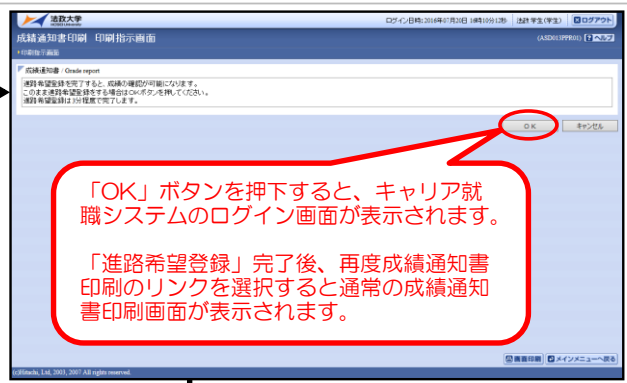 法政大学
HOSEI University
ログイン日時:2016年07月20日 18時10分12秒 法政 学生(学生) ログアウト
成績通知書印刷 印刷指示画面
(ASD013PPR01) ヘルプ
印刷指示画面
成績通知書 / Grade report
進路希望登録を完了すると、成績の確認が可能になります。
このまま進路希望登録をする場合はOKボタンを押してください。
進路希望登録は3分程度で完了します。
OK キャンセル
「OK」ボタンを押下すると、キャリア就
職システムのログイン画面が表示されます。
「進路希望登録」完了後、再度成績通知書
印刷のリンクを選択すると通常の成績通知
書印刷画面が表示されます。
画面印刷 メインメニューへ戻る
(c)Hitachi, Ltd, 2003, 2007 All rights reserved.